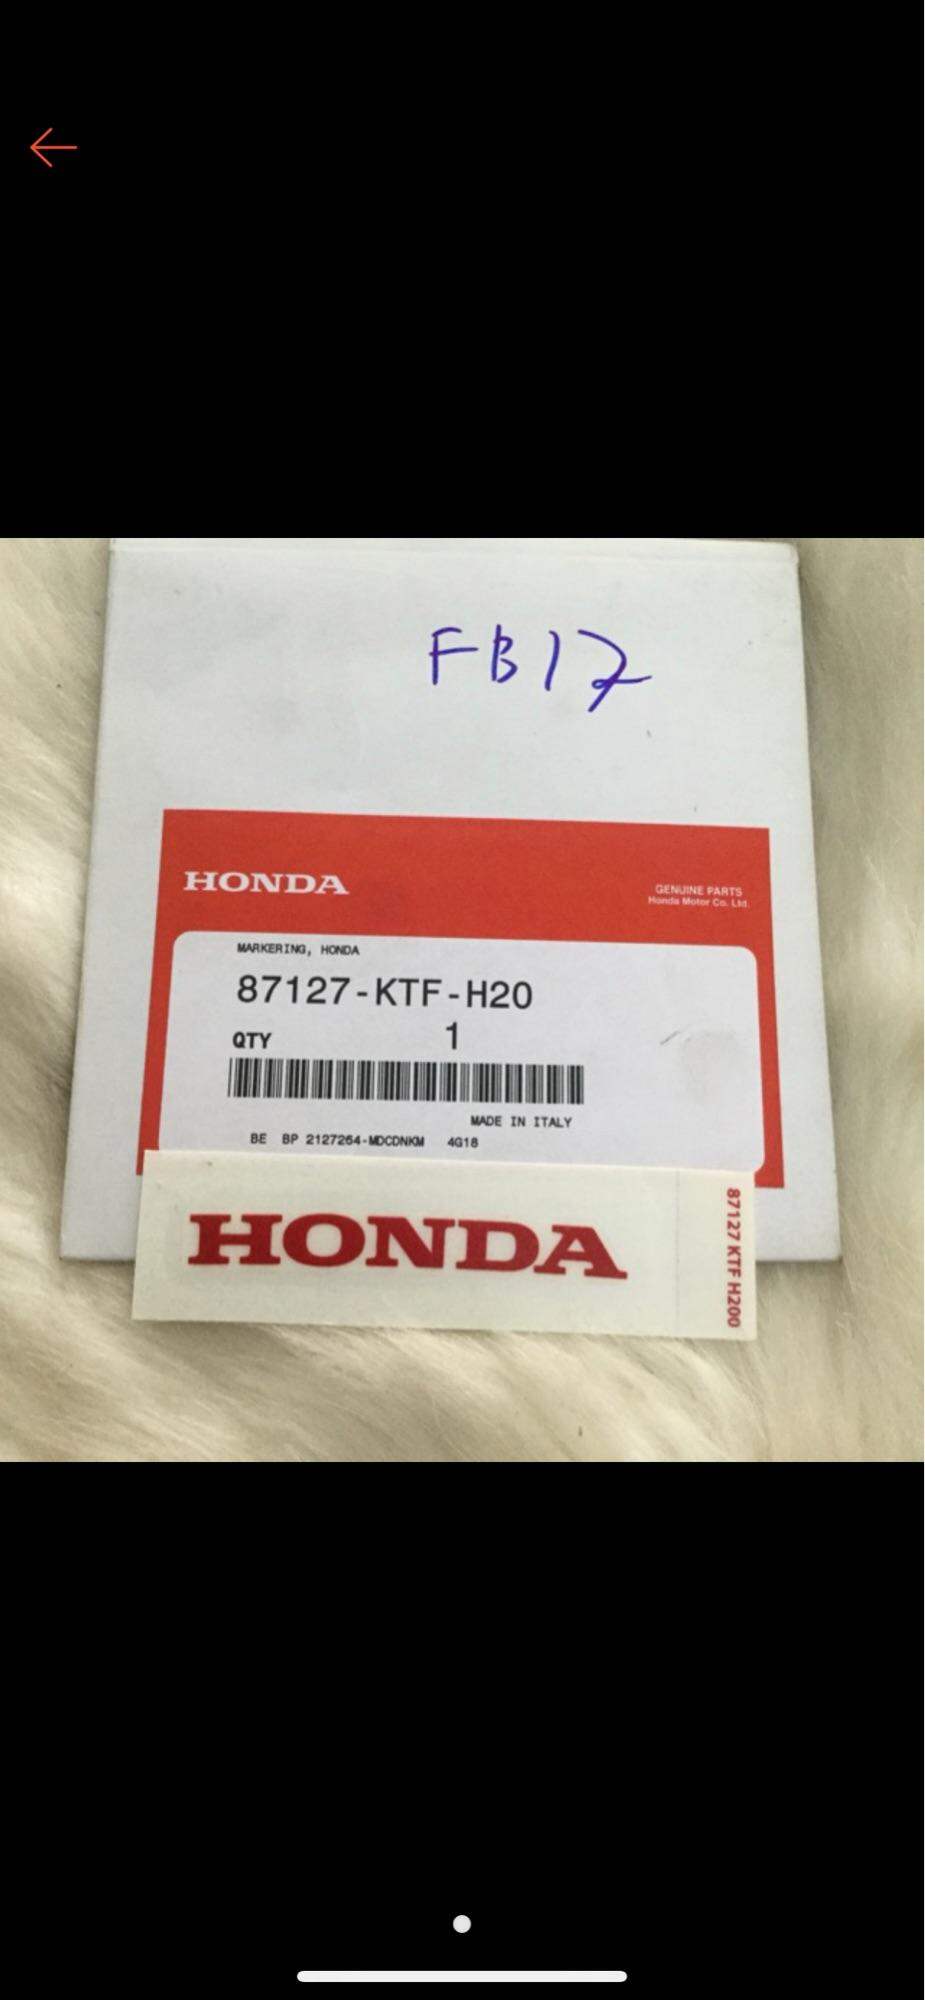 FB17
HONDA
GENUINE PARTS
Honda Motor Co. Ltd.
MARKERING, HONDA
87127-KTF-H20
QTY 1
MADE IN ITALY
BE BP 2127264-MDCDNKM 4G18
HONDA
87127 KTF H200